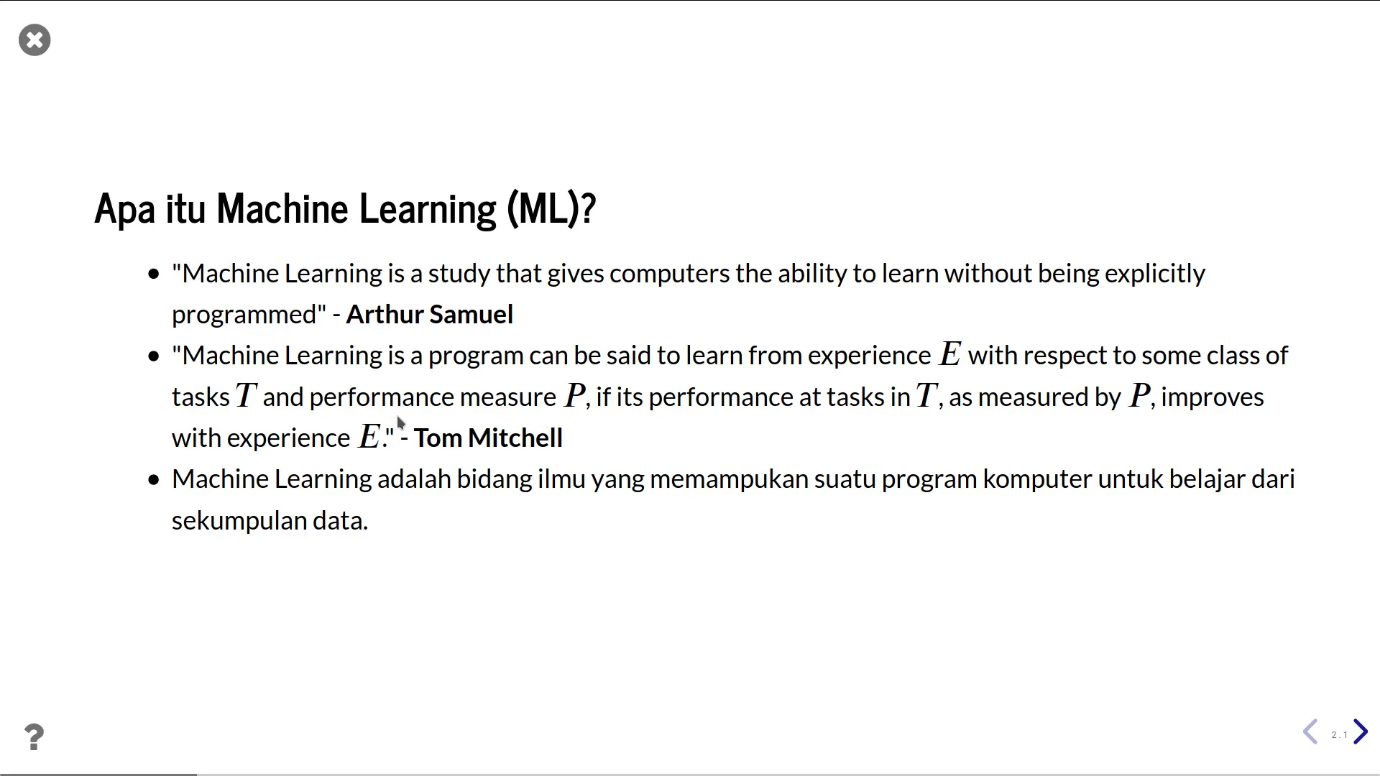 Apa itu Machine Learning (ML)?
• "Machine Learning is a study that gives computers the ability to learn without being explicitly
programmed" - Arthur Samuel
• "Machine Learning is a program can be said to learn from experience E with respect to some class of
tasks T and performance measure P, if its performance at tasks in T, as measured by P, improves
with experience E." - Tom Mitchell
• Machine Learning adalah bidang ilmu yang memampukan suatu program komputer untuk belajar dari
sekumpulan data.
?
2.1